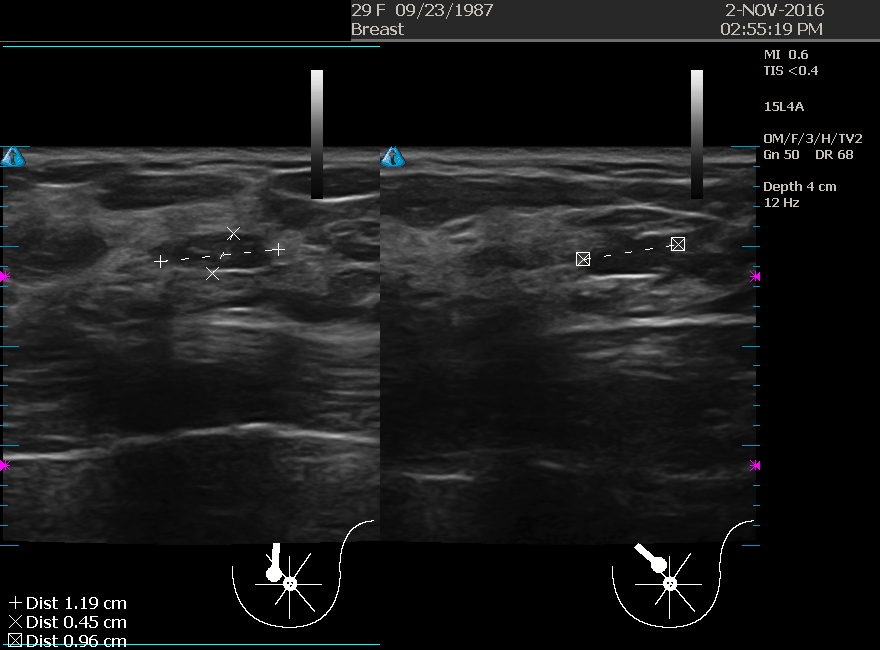 29 F 09/23/1987 2-NOV-2016
Breast 02:55:19 PM
MI 0.6
TIS <0.4
15L4A
OM/F/3/H/TV2
Gn 50 DR 68
Depth 4 cm
12 Hz
Dist 1.19 cm
Dist 0.45 cm
Dist 0.96 cm